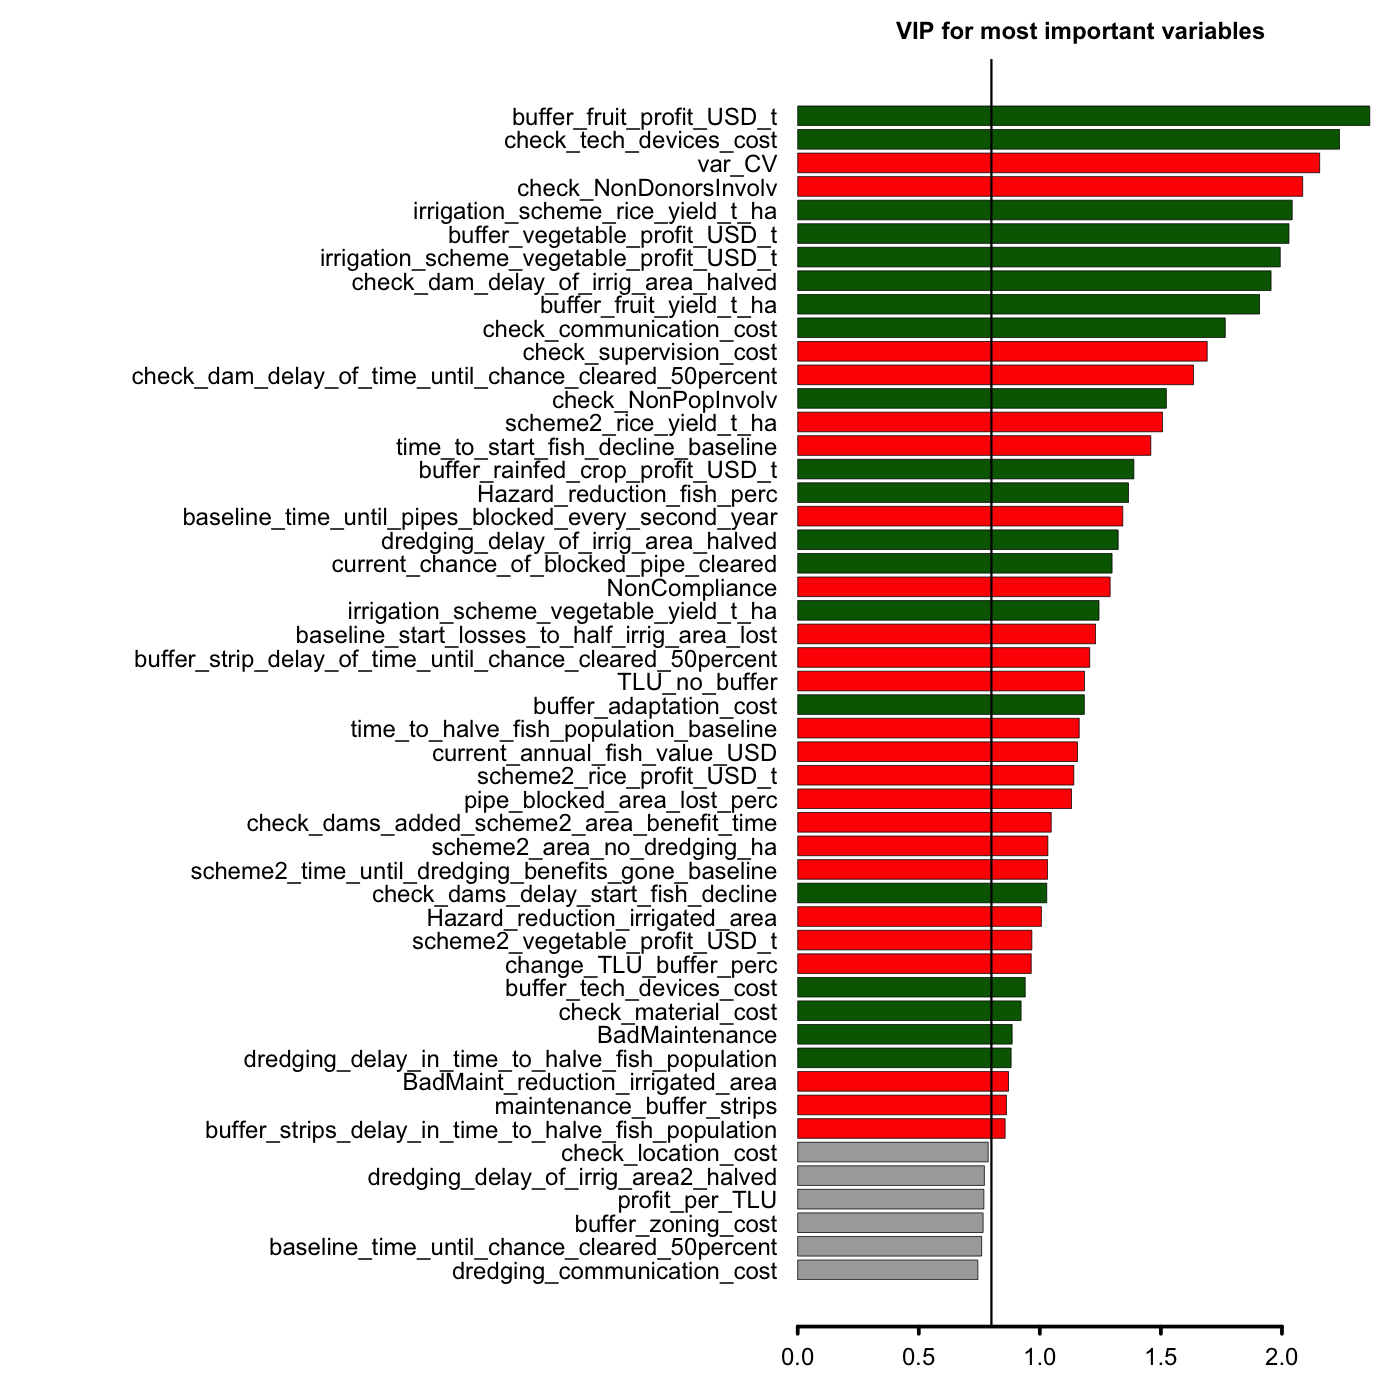 VIP for most important variables
buffer_fruit_profit_USD_t
check_tech_devices_cost
var_CV
check_NonDonorsInvolv
irrigation_scheme_rice_yield_t_ha
buffer_vegetable_profit_USD_t
irrigation_scheme_vegetable_profit_USD_t
check_dam_delay_of_irrig_area_halved
buffer_fruit_yield_t_ha
check_communication_cost
check_supervision_cost
check_dam_delay_of_time_until_chance_cleared_50percent
check_NonPopInvolv
scheme2_rice_yield_t_ha
time_to_start_fish_decline_baseline
buffer_rainfed_crop_profit_USD_t
Hazard_reduction_fish_perc
baseline_time_until_pipes_blocked_every_second_year
dredging_delay_of_irrig_area_halved
current_chance_of_blocked_pipe_cleared
NonCompliance
irrigation_scheme_vegetable_yield_t_ha
baseline_start_losses_to_half_irrig_area_lost
buffer_strip_delay_of_time_until_chance_cleared_50percent
TLU_no_buffer
buffer_adaptation_cost
time_to_halve_fish_population_baseline
current_annual_fish_value_USD
scheme2_rice_profit_USD_t
pipe_blocked_area_lost_perc
check_dams_added_scheme2_area_benefit_time
scheme2_area_no_dredging_ha
scheme2_time_until_dredging_benefits_gone_baseline
check_dams_delay_start_fish_decline
Hazard_reduction_irrigated_area
scheme2_vegetable_profit_USD_t
change_TLU_buffer_perc
buffer_tech_devices_cost
check_material_cost
BadMaintenance
dredging_delay_in_time_to_halve_fish_population
BadMaint_reduction_irrigated_area
maintenance_buffer_strips
buffer_strips_delay_in_time_to_halve_fish_population
check_location_cost
dredging_delay_of_irrig_area2_halved
profit_per_TLU
buffer_zoning_cost
baseline_time_until_chance_cleared_50percent
dredging_communication_cost
0.0 0.5 1.0 1.5 2.0